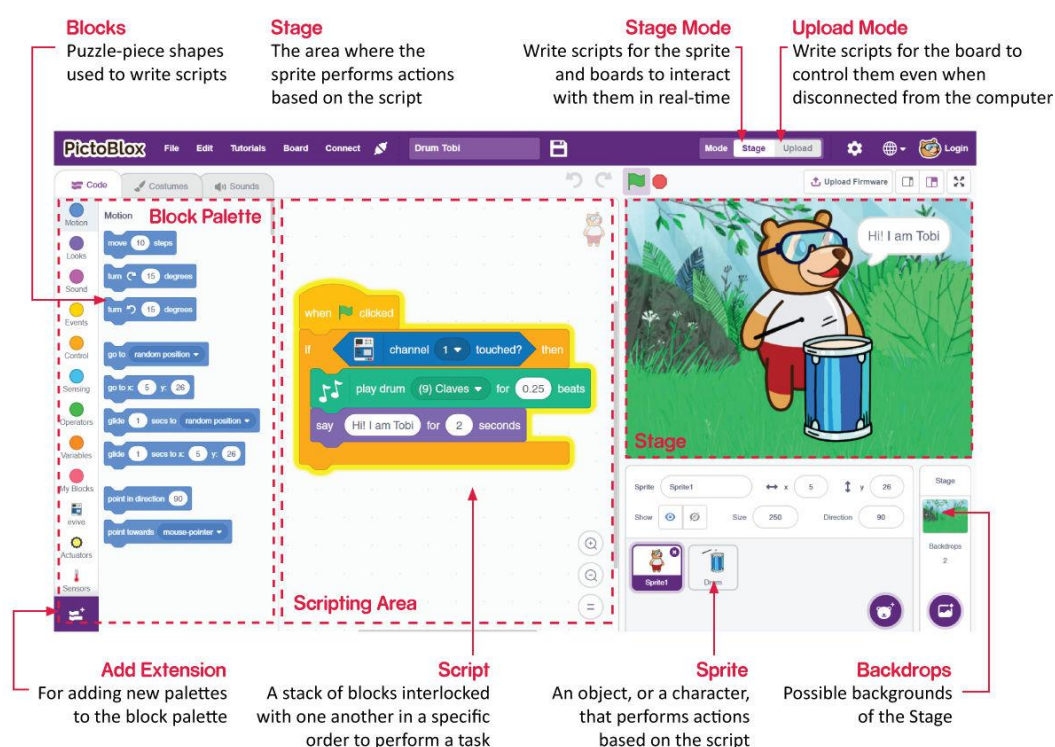 Blocks
Puzzle-piece shapes
used to write scripts
Stage
The area where the
sprite performs actions
based on the script
Stage Mode
Write scripts for the sprite
and boards to interact
with them in real-time
Upload Mode
Write scripts for the board to
control them even when
disconnected from the computer
PictoBlox File Edit Tutorials Board Connect Drum Tobi Mode Stage Upload Login
Code Costumes Sounds
Upload Firmware
Block Palette
Motion
Looks
Sound
Events
Control
Sensing
Operators
Variables
My Blocks
evive
Actuators
Sensors
Motion
move 10 steps
turn 15 degrees
turn 15 degrees
go to random position
go to x: 5 y: 26
glide 1 secs to random position
glide 1 secs to x: 5 y: 26
point in direction 90
point towards mouse-pointer
when clicked
if channel 1 touched? then
play drum (9) Claves for 0.25 beats
say Hi! I am Tobi for 2 seconds
Scripting Area
Hi! I am Tobi
Stage
Sprite Sprite1 x 5 y 26
Show Size 250 Direction 90
Sprite1
Drum
Stage
Backdrops
2
Add Extension
For adding new palettes
to the block palette
Script
A stack of blocks interlocked
with one another in a specific
order to perform a task
Sprite
An object, or a character,
that performs actions
based on the script
Backdrops
Possible backgrounds
of the Stage